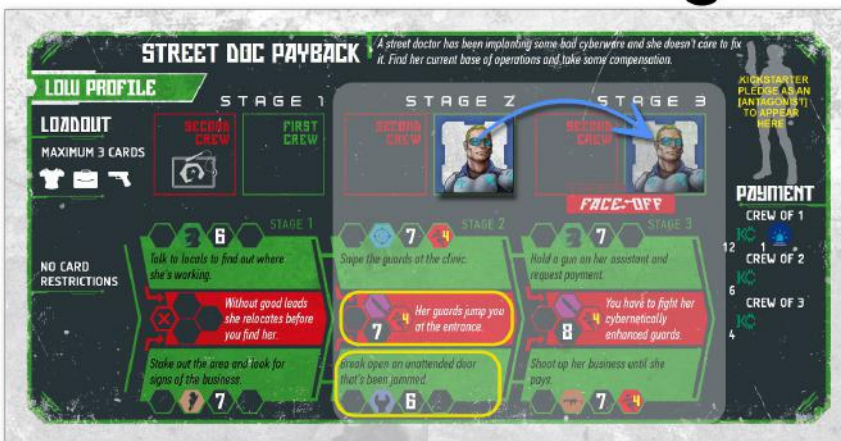 STREET DOC PAYBACK
A street doctor has been implanting some bad cyberware and she doesn't care to fix
it. Find her current base of operations and take some compensation.
LOW PROFILE
STAGE 1
STAGE 2
STAGE 3
KICKSTARTER
PLEDGE AS AN
[ANTAGONIST]
TO APPEAR
HERE
LOADOUT
MAXIMUM 3 CARDS
SECOND
CREW
FIRST
CREW
SECOND
CREW
SECOND
CREW
FACE-OFF
PAYMENT
CREW OF 1
12 1
CREW OF 2
6
CREW OF 3
4
NO CARD
RESTRICTIONS
6
STAGE 1
Talk to locals to find out where
she's working.
Without good leads
she relocates before
you find her.
Stake out the area and look for
signs of the business.
7
7 4
STAGE 2
Snipe the guards at the clinic.
7 4
Her guards jump you
at the entrance.
Break open an unattended door
that's been jammed.
6
7
STAGE 3
Hold a gun on her assistant and
request payment.
8 4
You have to fight her
cybernetically
enhanced guards.
Shoot up her business until she
pays.
7 4